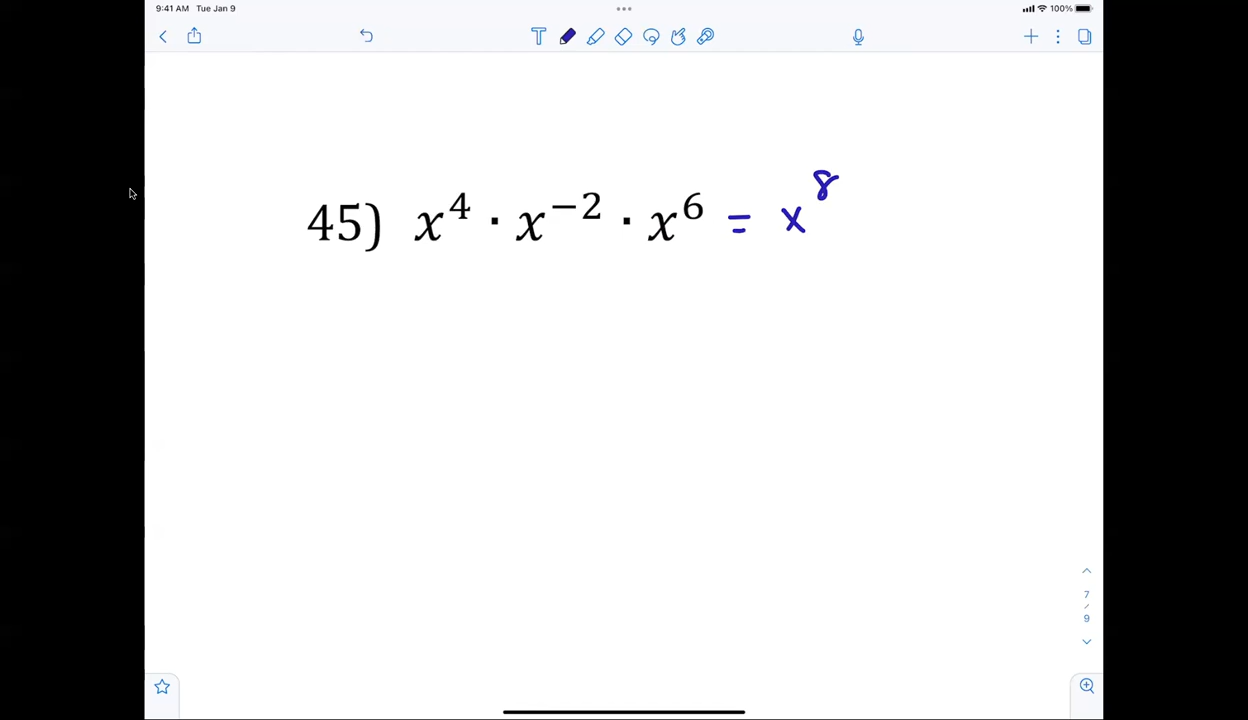 9:41 AM Tue Jan 9
100%
T
45) x⁴ · x⁻² · x⁶ = x⁸
7
/
9